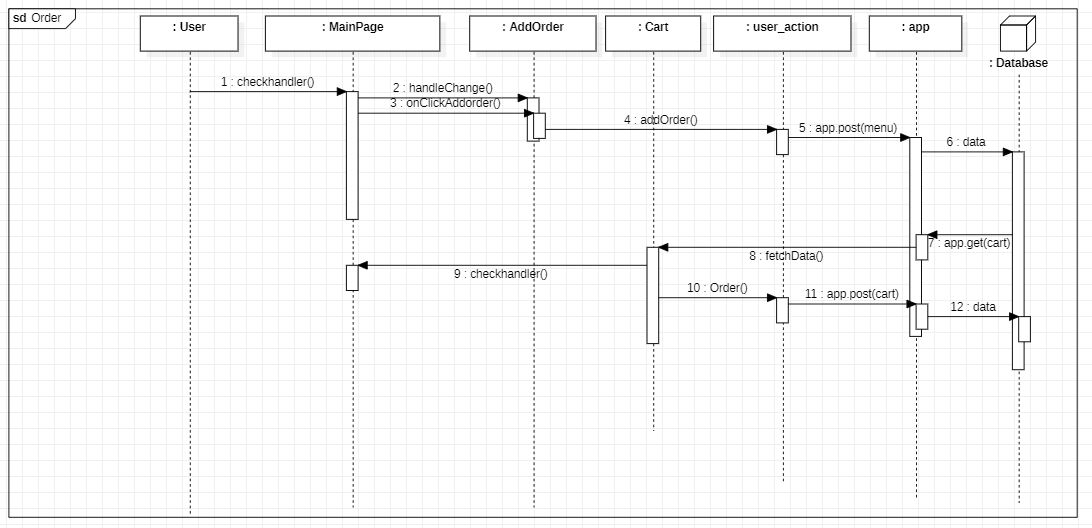 sd Order
: User
: MainPage
: AddOrder
: Cart
: user_action
: app
: Database
1 : checkhandler()
2 : handleChange()
3 : onClickAddorder()
4 : addOrder()
5 : app.post(menu)
6 : data
7 : app.get(cart)
8 : fetchData()
9 : checkhandler()
10 : Order()
11 : app.post(cart)
12 : data